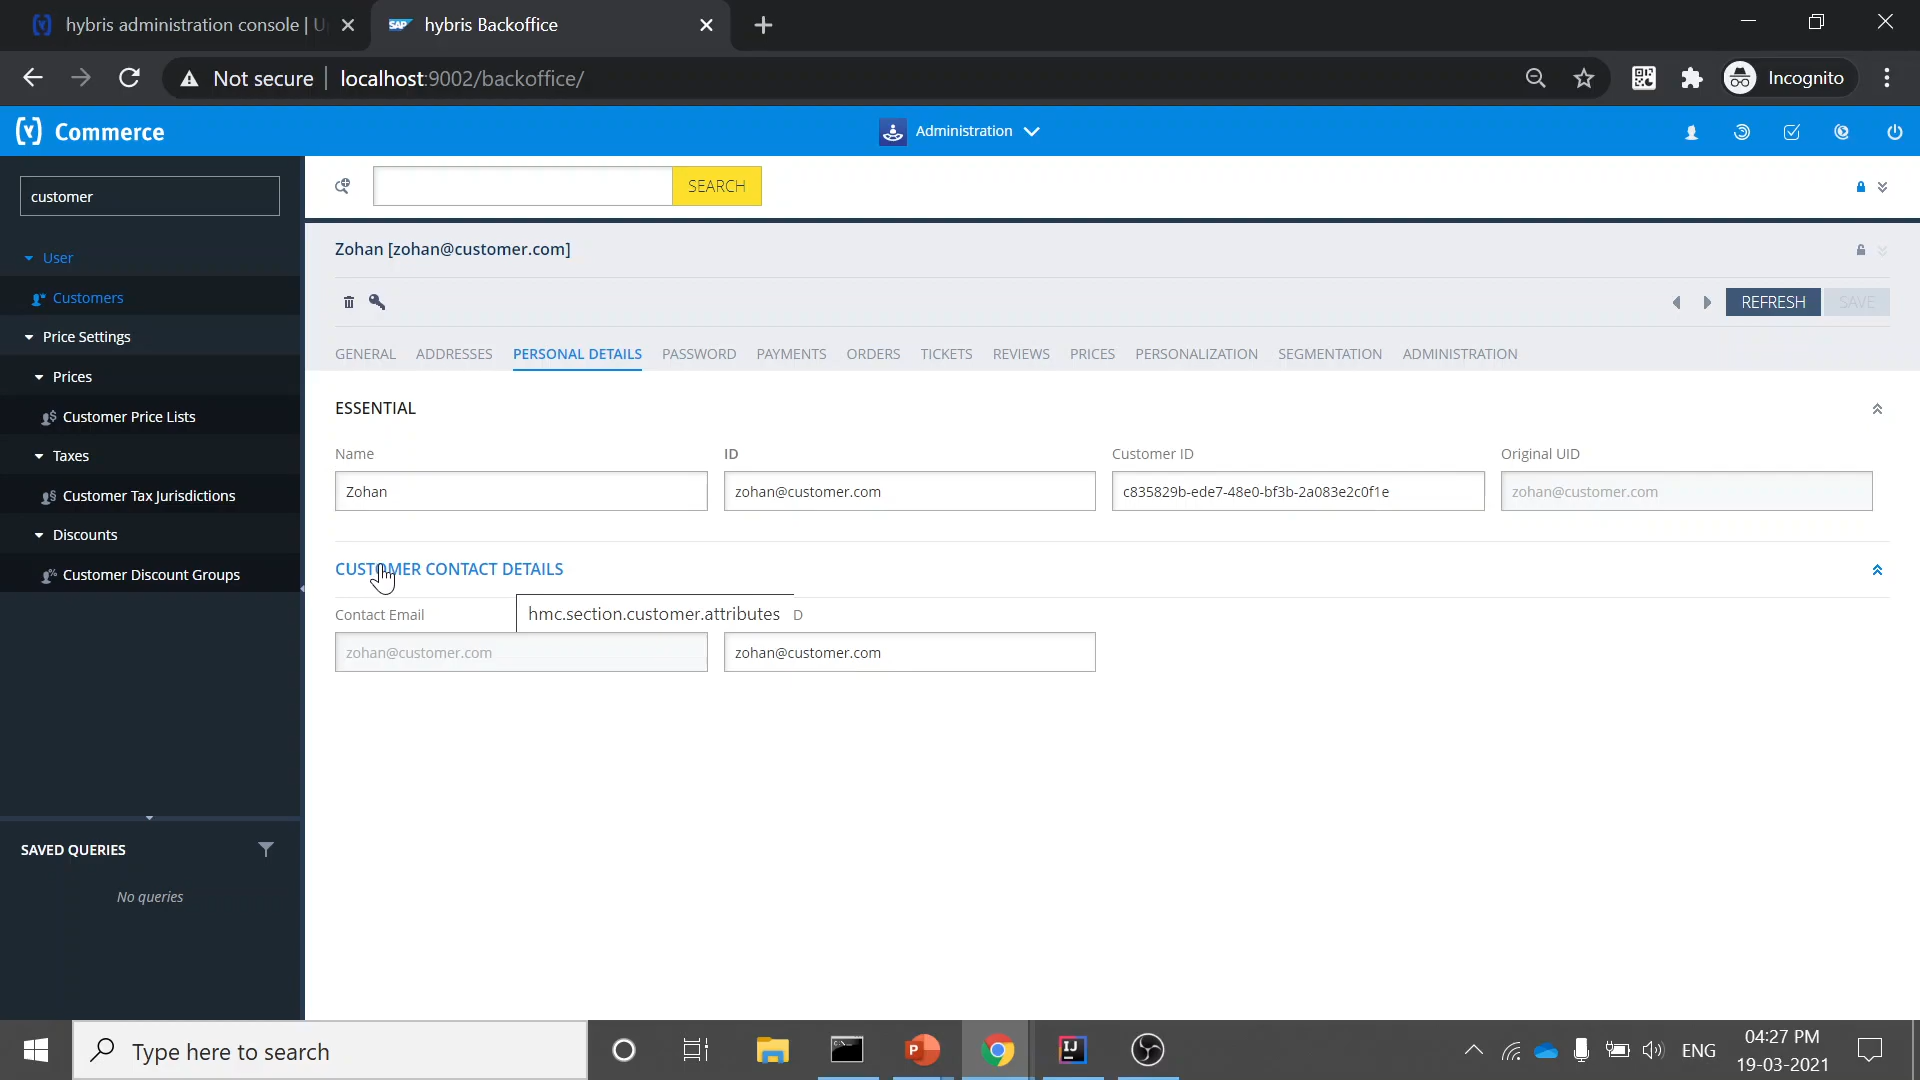 hybris administration console | U
hybris Backoffice
Not secure
localhost:9002/backoffice/
Incognito
Commerce
Administration
customer
SEARCH
User
Customers
Price Settings
Prices
Customer Price Lists
Taxes
Customer Tax Jurisdictions
Discounts
Customer Discount Groups
SAVED QUERIES
No queries
Zohan [zohan@customer.com]
REFRESH
SAVE
GENERAL ADDRESSES PERSONAL DETAILS PASSWORD PAYMENTS ORDERS TICKETS REVIEWS PRICES PERSONALIZATION SEGMENTATION ADMINISTRATION
ESSENTIAL
Name ID Customer ID Original UID
Zohan zohan@customer.com c835829b-ede7-48e0-bf3b-2a083e2c0f1e zohan@customer.com
CUSTOMER CONTACT DETAILS
Contact Email hmc.section.customer.attributes D
zohan@customer.com zohan@customer.com
Type here to search
ENG
04:27 PM
19-03-2021